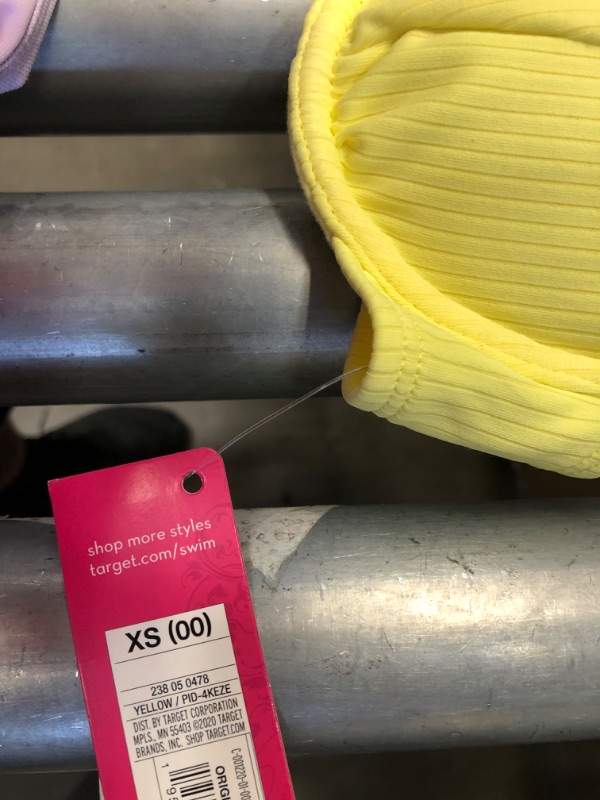 shop more styles
target.com/swim
XS (00)
238 05 0478
YELLOW / PID-4KEZE
DIST. BY TARGET CORPORATION
MPLS., MN 55403 ©2020 TARGET
BRANDS, INC. SHOP TARGET.COM